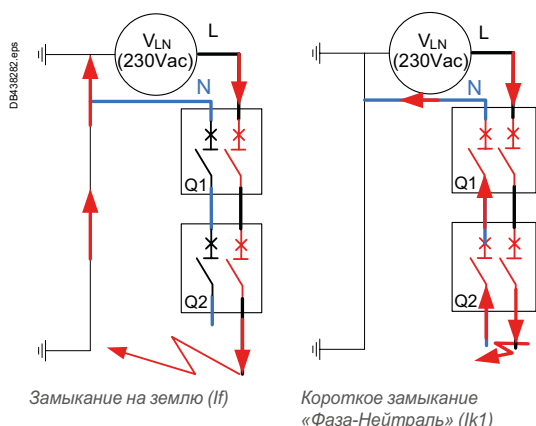 DB438282.eps
VLN
(230Vac)
L
N
Q1
Q2
Замыкание на землю (If)
VLN
(230Vac)
L
N
Q1
Q2
Короткое замыкание
«Фаза-Нейтраль» (Ik1)